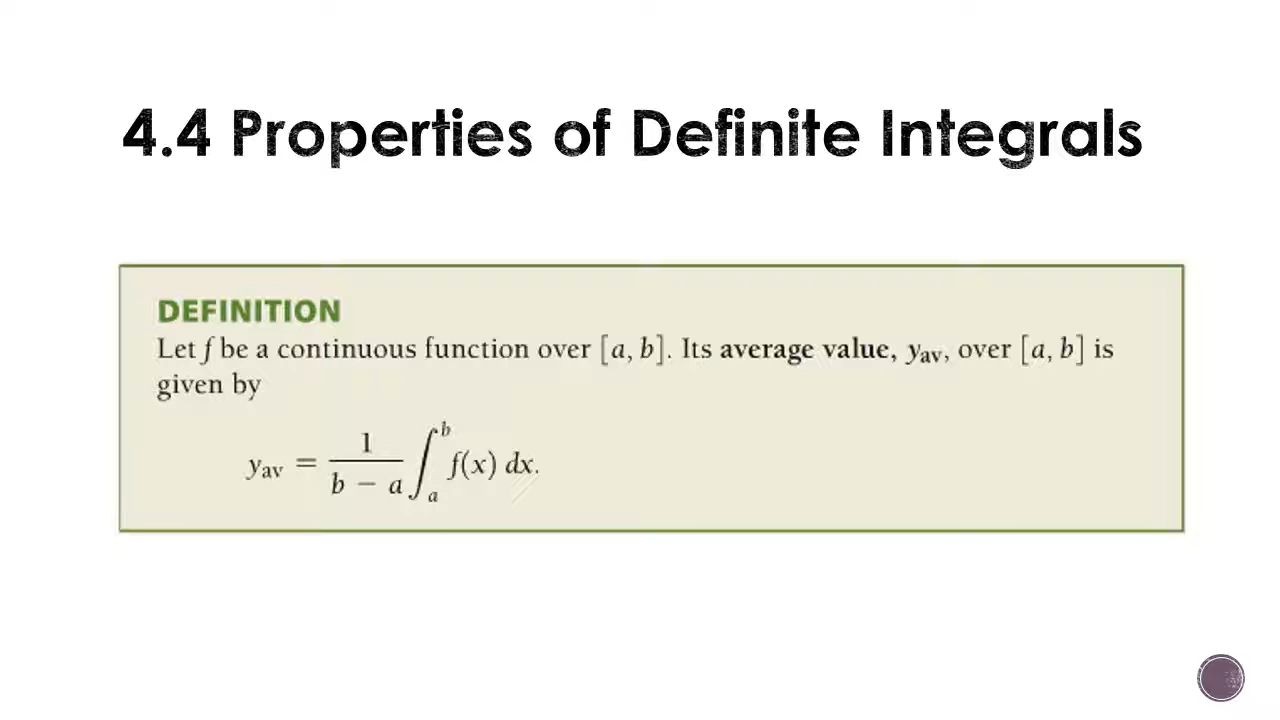 4.4 Properties of Definite Integrals
DEFINITION
Let f be a continuous function over [a, b]. Its average value, yav, over [a, b] is
given by
yav = 1/(b − a) ∫ₐᵇ f(x) dx.